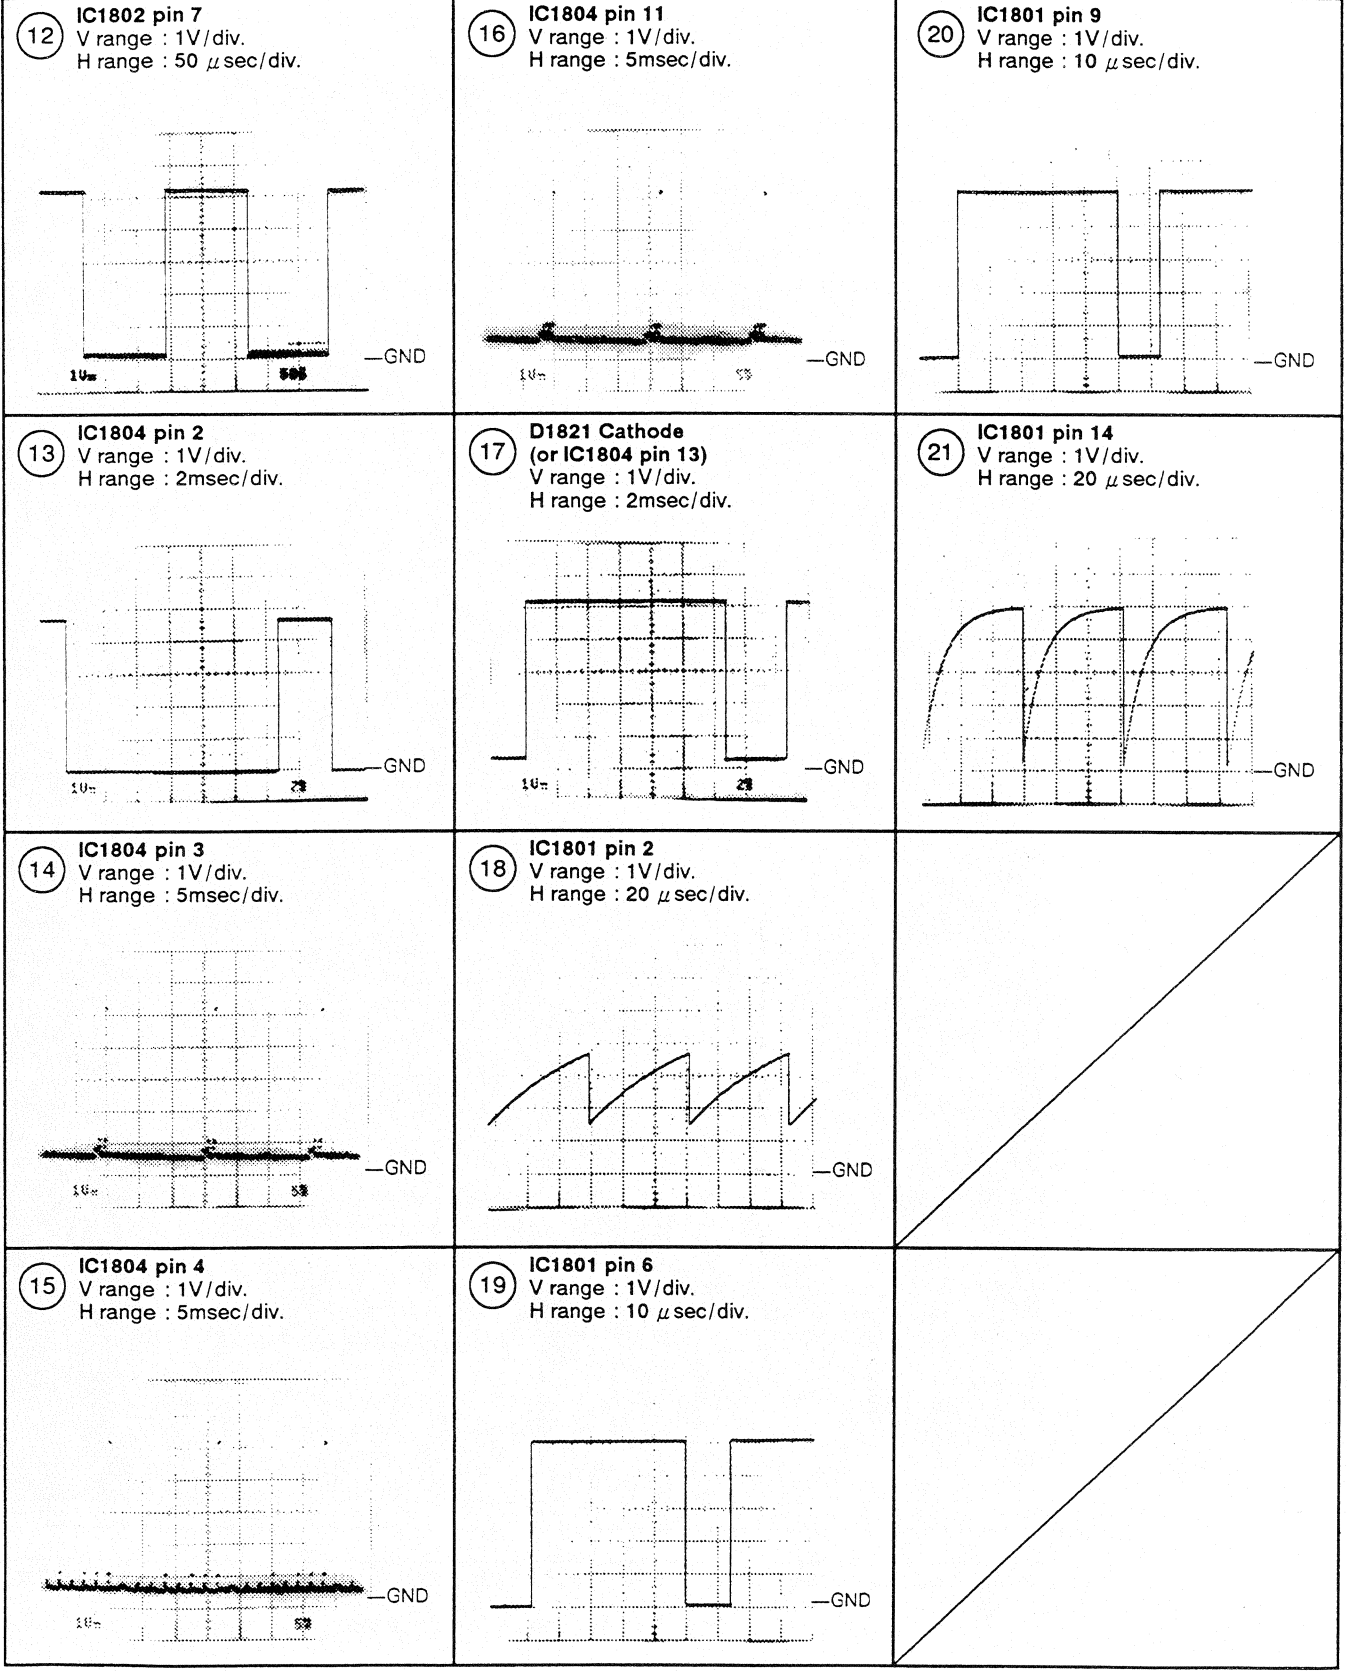 12
IC1802 pin 7
V range : 1V/div.
H range : 50 μsec/div.
—GND
13
IC1804 pin 2
V range : 1V/div.
H range : 2msec/div.
—GND
14
IC1804 pin 3
V range : 1V/div.
H range : 5msec/div.
—GND
15
IC1804 pin 4
V range : 1V/div.
H range : 5msec/div.
—GND
16
IC1804 pin 11
V range : 1V/div.
H range : 5msec/div.
—GND
17
D1821 Cathode
(or IC1804 pin 13)
V range : 1V/div.
H range : 2msec/div.
—GND
18
IC1801 pin 2
V range : 1V/div.
H range : 20 μsec/div.
—GND
19
IC1801 pin 6
V range : 1V/div.
H range : 10 μsec/div.
—GND
20
IC1801 pin 9
V range : 1V/div.
H range : 10 μsec/div.
—GND
21
IC1801 pin 14
V range : 1V/div.
H range : 20 μsec/div.
—GND